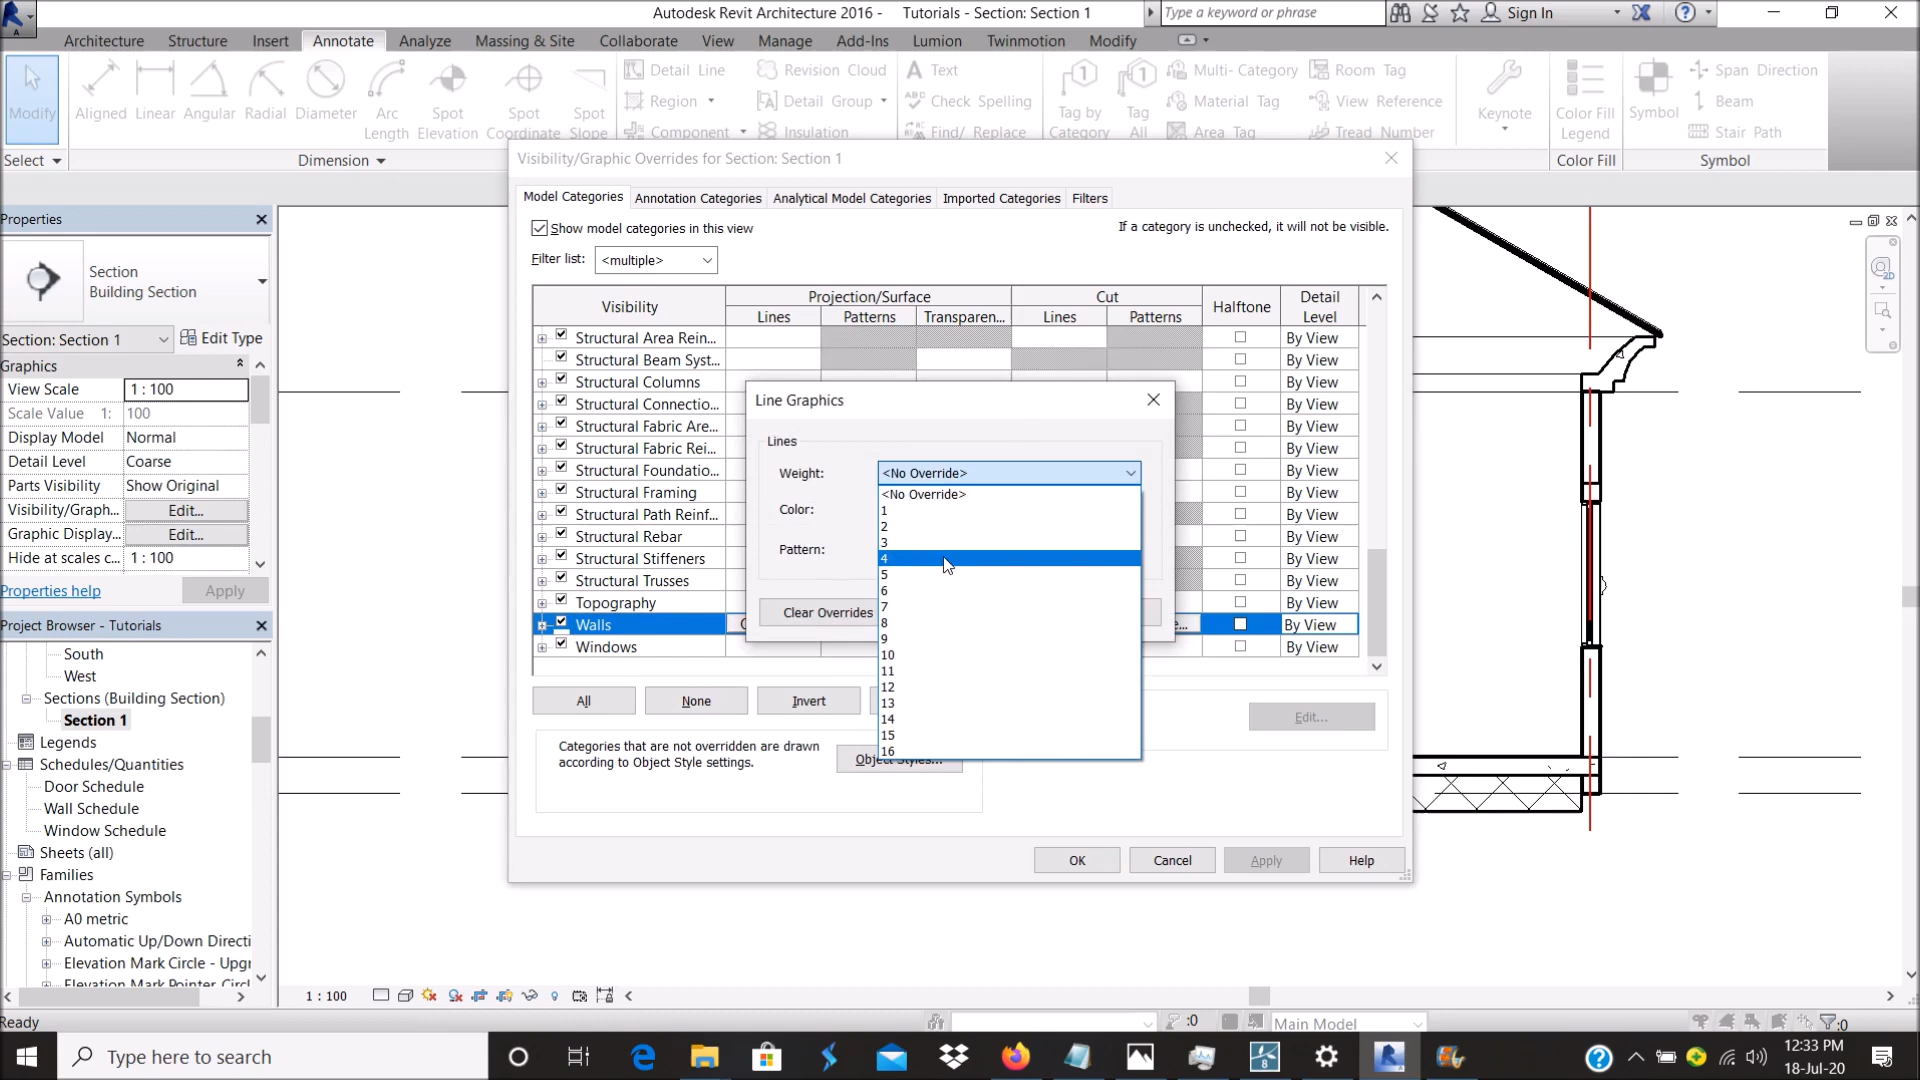 Autodesk Revit Architecture 2016 - Tutorials - Section: Section 1
Type a keyword or phrase
Sign In
Architecture Structure Insert Annotate Analyze Massing & Site Collaborate View Manage Add-Ins Lumion Twinmotion Modify
Modify
Aligned Linear Angular Radial Diameter Arc Length Spot Elevation Spot Coordinate Spot Slope
Detail Line
Region
Component
Revision Cloud
Detail Group
Insulation
Text
Check Spelling
Find/ Replace
Tag by Category
Tag All
Multi- Category
Material Tag
Area Tag
Room Tag
View Reference
Tread Number
Keynote
Color Fill Legend
Symbol
Span Direction
Beam
Stair Path
Select
Dimension
Color Fill
Symbol
Properties
Section
Building Section
Section: Section 1
Edit Type
Graphics
View Scale 1 : 100
Scale Value 1: 100
Display Model Normal
Detail Level Coarse
Parts Visibility Show Original
Visibility/Graph... Edit...
Graphic Display... Edit...
Hide at scales c... 1 : 100
Properties help
Apply
Project Browser - Tutorials
South
West
Sections (Building Section)
Section 1
Legends
Schedules/Quantities
Door Schedule
Wall Schedule
Window Schedule
Sheets (all)
Families
Annotation Symbols
A0 metric
Automatic Up/Down Directi
Elevation Mark Circle - Upgr
Elevation Mark Pointer Circl
Visibility/Graphic Overrides for Section: Section 1
Model Categories Annotation Categories Analytical Model Categories Imported Categories Filters
Show model categories in this view
If a category is unchecked, it will not be visible.
Filter list: <multiple>
Visibility
Projection/Surface
Cut
Halftone
Detail Level
Lines Patterns Transparen... Lines Patterns
Structural Area Rein... By View
Structural Beam Syst... By View
Structural Columns By View
Structural Connectio... By View
Structural Fabric Are... By View
Structural Fabric Rei... By View
Structural Foundatio... By View
Structural Framing By View
Structural Path Reinf... By View
Structural Rebar By View
Structural Stiffeners By View
Structural Trusses By View
Topography By View
Walls By View
Windows By View
All
None
Invert
Edit...
Categories that are not overridden are drawn
according to Object Style settings.
Object Styles...
OK
Cancel
Apply
Help
Line Graphics
Lines
Weight: <No Override>
Color:
Pattern:
Clear Overrides
<No Override>
1
2
3
4
5
6
7
8
9
10
11
12
13
14
15
16
1 : 100
Ready
:0
Main Model
:0
Type here to search
12:33 PM
18-Jul-20